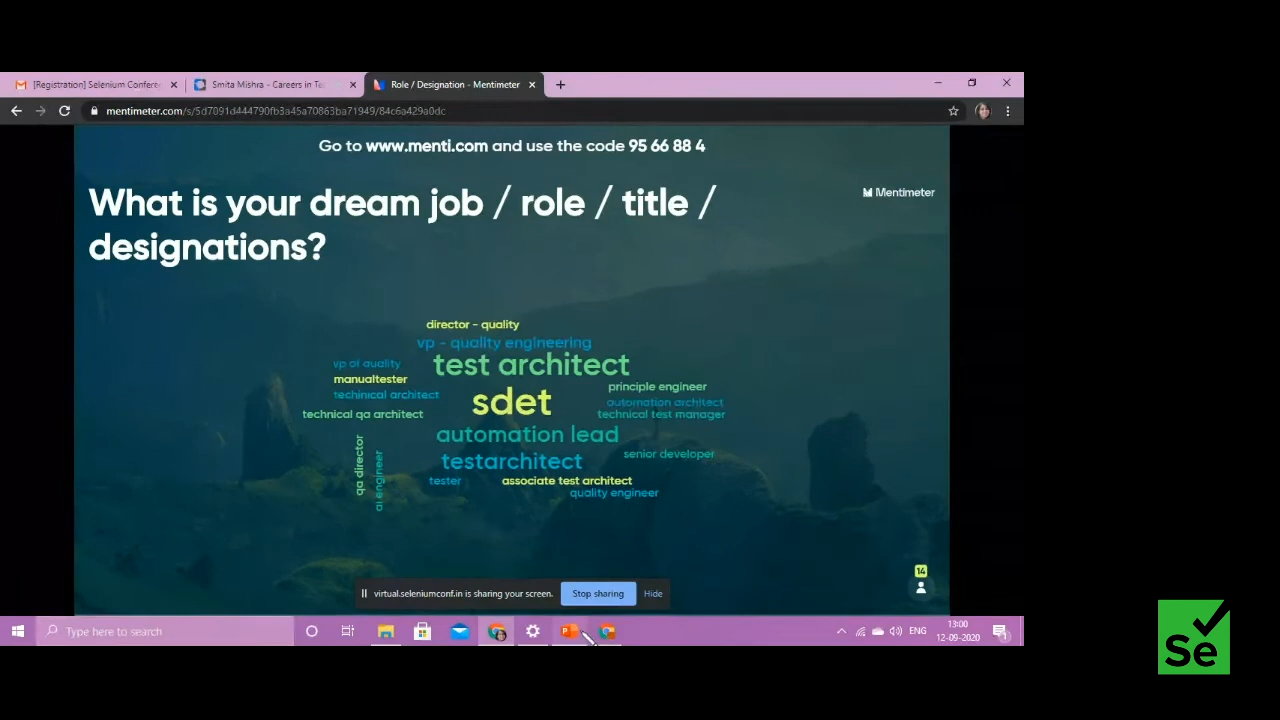 [Registration] Selenium Confere
Smita Mishra - Careers in Te
Role / Designation - Mentimeter
mentimeter.com/s/5d7091d444790fb3a45a70863ba71949/84c6a429a0dc
Go to www.menti.com and use the code 95 66 88 4
What is your dream job / role / title /
designations?
Mentimeter
director - quality
vp - quality engineering
vp of quality
test architect
manualtester
principle engineer
techinical architect
sdet
automation architect
technical qa architect
technical test manager
automation lead
qa director
ai engineer
testarchitect
senior developer
tester
associate test architect
quality engineer
14
virtual.seleniumconf.in is sharing your screen.
Stop sharing
Hide
Type here to search
ENG
13:00
12-09-2020
1
Se